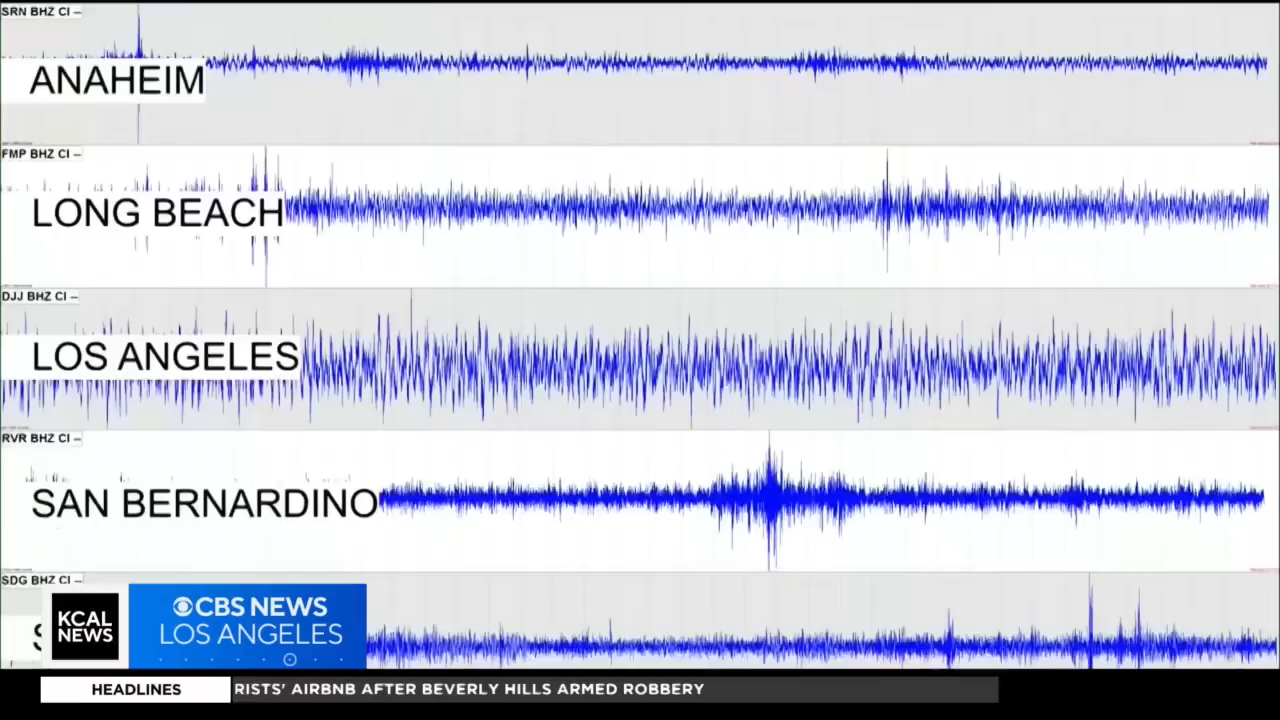 SRN BHZ CI --
ANAHEIM
FMP BHZ CI --
LONG BEACH
DJJ BHZ CI --
LOS ANGELES
RVR BHZ CI --
SAN BERNARDINO
SDG BHZ CI --
S
KCAL
NEWS
CBS NEWS
LOS ANGELES
HEADLINES
RISTS' AIRBNB AFTER BEVERLY HILLS ARMED ROBBERY